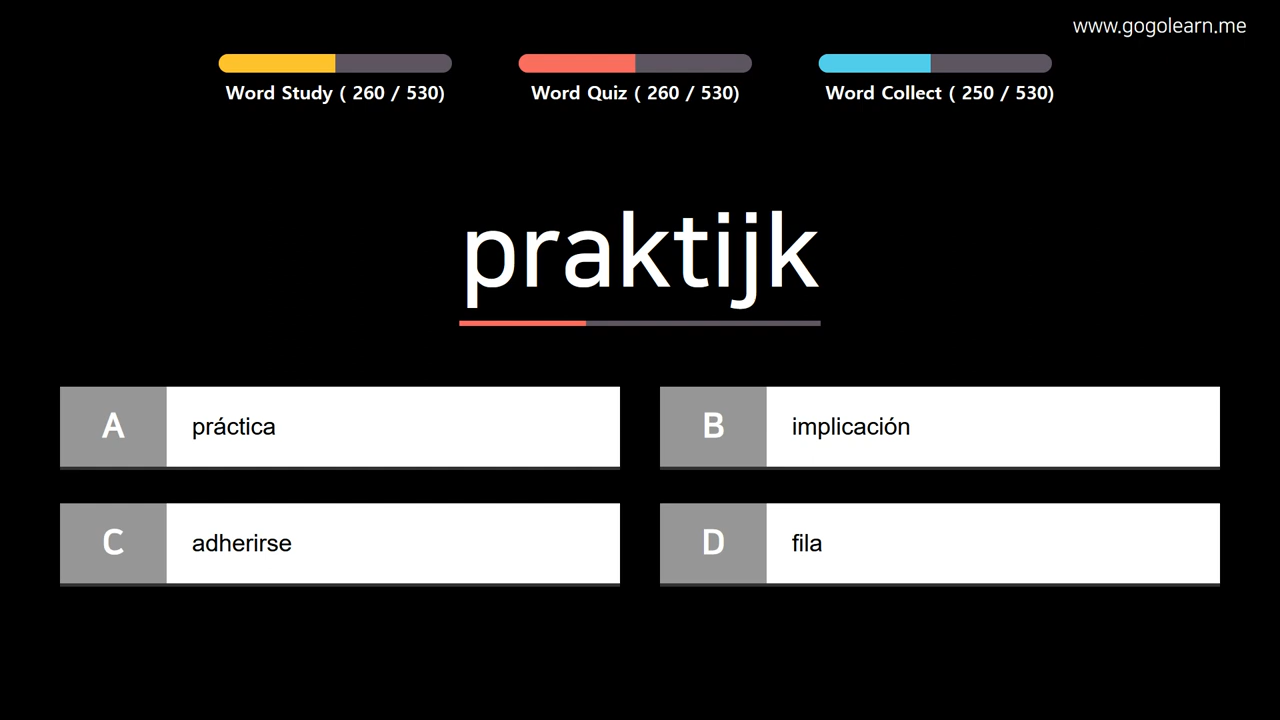 www.gogolearn.me
Word Study ( 260 / 530)
Word Quiz ( 260 / 530)
Word Collect ( 250 / 530)
praktijk
A práctica
B implicación
C adherirse
D fila